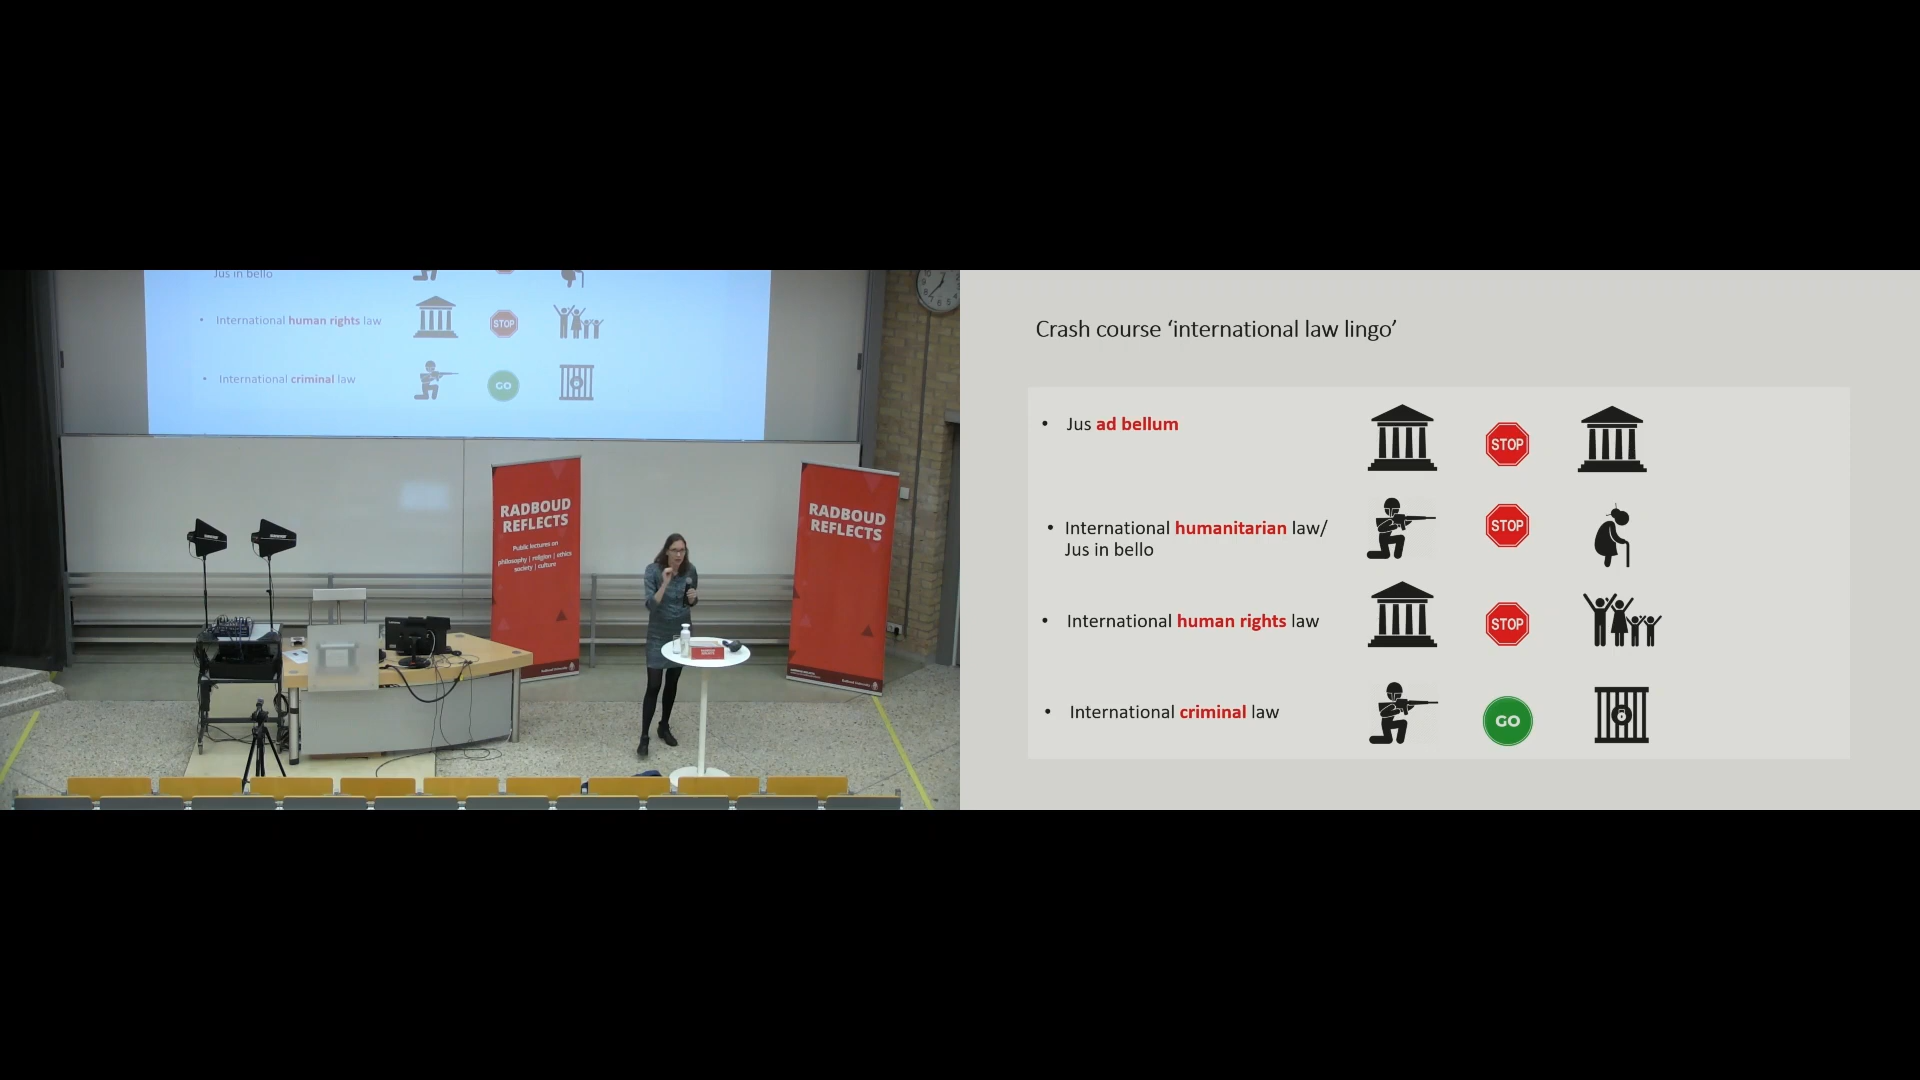 Jus in bello
International human rights law
STOP
International criminal law
GO
RADBOUD
REFLECTS
Public lectures on
philosophy | religion | ethics
society | culture
RADBOUD
REFLECTS
Crash course ‘international law lingo’
Jus ad bellum
STOP
International humanitarian law/
Jus in bello
STOP
International human rights law
STOP
International criminal law
GO